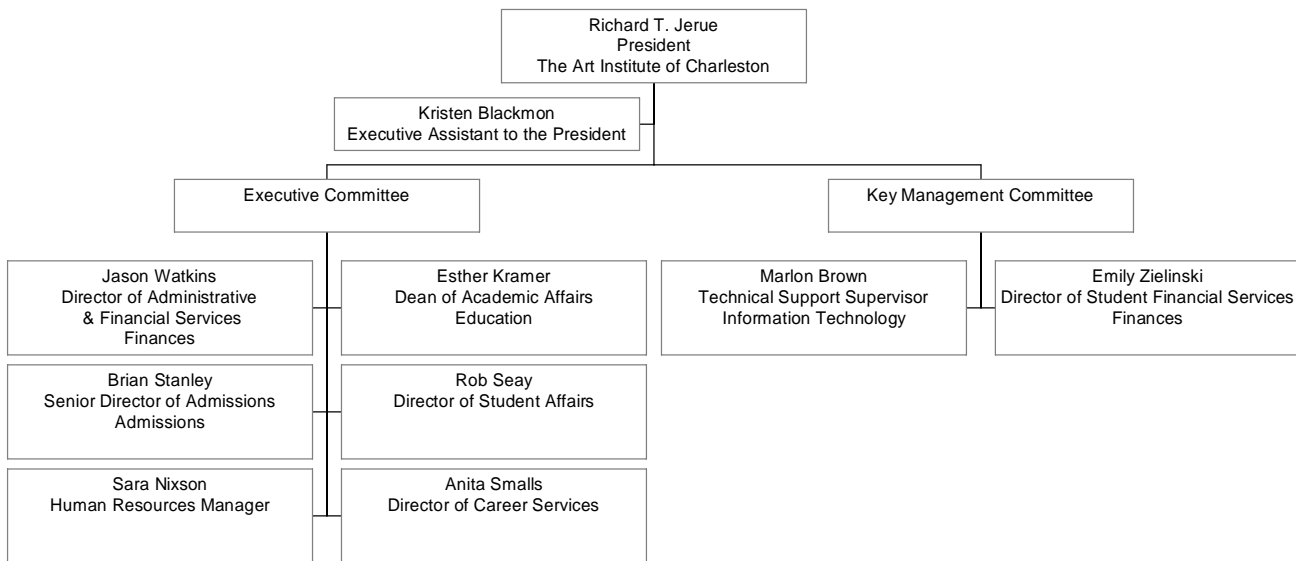 Richard T. Jerue
President
The Art Institute of Charleston
Kristen Blackmon
Executive Assistant to the President
Executive Committee
Key Management Committee
Jason Watkins
Director of Administrative
& Financial Services
Finances
Esther Kramer
Dean of Academic Affairs
Education
Marlon Brown
Technical Support Supervisor
Information Technology
Emily Zielinski
Director of Student Financial Services
Finances
Brian Stanley
Senior Director of Admissions
Admissions
Rob Seay
Director of Student Affairs
Sara Nixson
Human Resources Manager
Anita Smalls
Director of Career Services